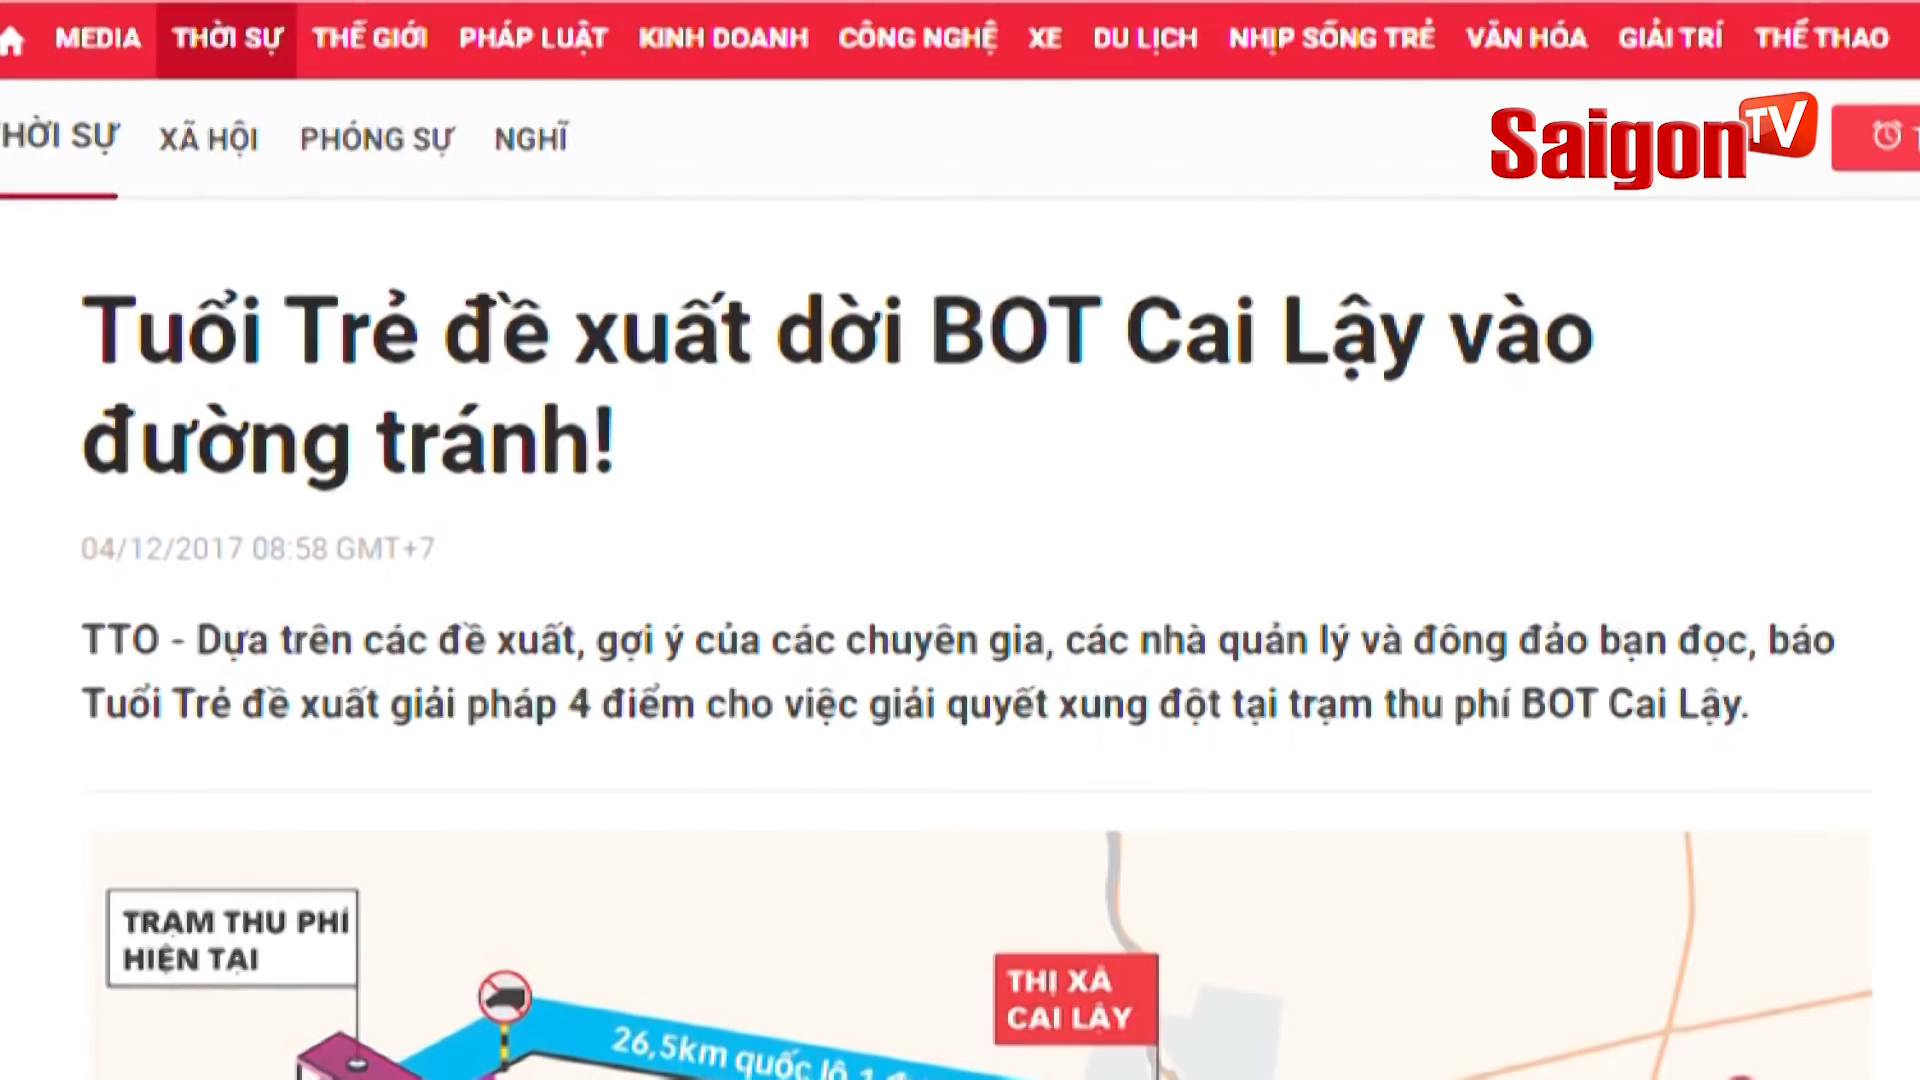 MEDIA THỜI SỰ THẾ GIỚI PHÁP LUẬT KINH DOANH CÔNG NGHỆ XE DU LỊCH NHỊP SỐNG TRẺ VĂN HÓA GIẢI TRÍ THỂ THAO
HỜI SỰ XÃ HỘI PHÓNG SỰ NGHĨ
Saigon TV
Tuổi Trẻ đề xuất dời BOT Cai Lậy vào
đường tránh!
04/12/2017 08:58 GMT+7
TTO - Dựa trên các đề xuất, gợi ý của các chuyên gia, các nhà quản lý và đông đảo bạn đọc, báo
Tuổi Trẻ đề xuất giải pháp 4 điểm cho việc giải quyết xung đột tại trạm thu phí BOT Cai Lậy.
TRẠM THU PHÍ
HIỆN TẠI
THỊ XÃ
CAI LẬY
26,5km quốc lộ 1